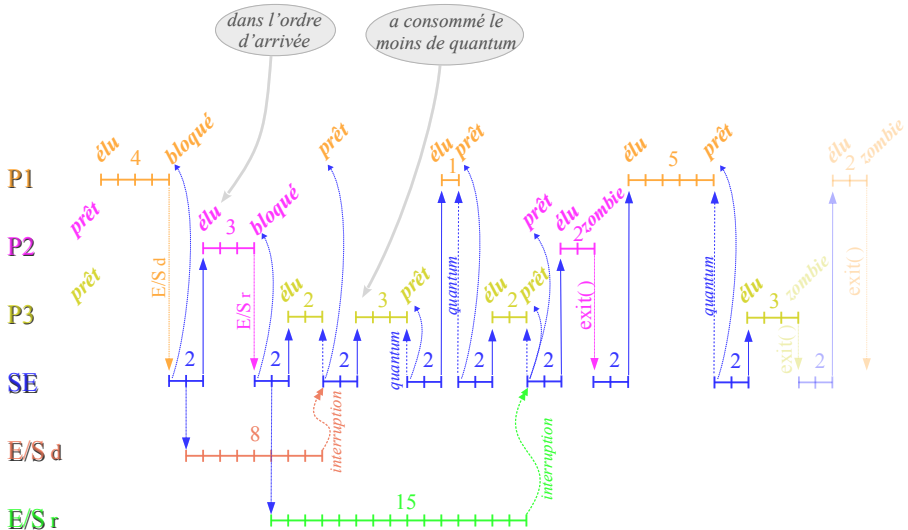 dans l'ordre
d'arrivée
a consommé le
moins de quantum
P1
élu
4
bloqué
prêt
élu
1
prêt
élu
5
prêt
élu
2
zombie
P2
prêt
élu
3
bloqué
prêt
élu
2
zombie
E/S d
E/S r
exit()
exit()
P3
prêt
élu
2
3
prêt
quantum
élu
2
prêt
quantum
élu
3
zombie
exit()
SE
2
2
2
quantum
2
2
2
2
2
2
E/S d
8
interruption
E/S r
15
interruption